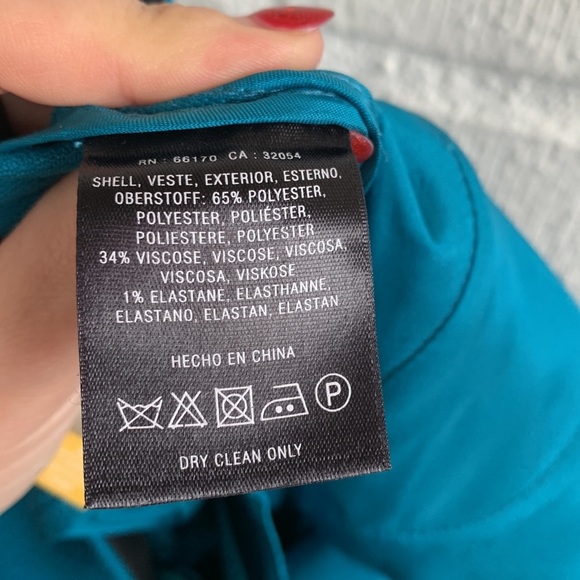 RN : 66170 CA : 32054
SHELL, VESTE, EXTERIOR, ESTERNO,
OBERSTOFF: 65% POLYESTER,
POLYESTER, POLIÉSTER,
POLIESTERE, POLYESTER
34% VISCOSE, VISCOSE, VISCOSA,
VISCOSA, VISKOSE
1% ELASTANE, ELASTHANNE,
ELASTANO, ELASTAN, ELASTAN
HECHO EN CHINA
P
DRY CLEAN ONLY